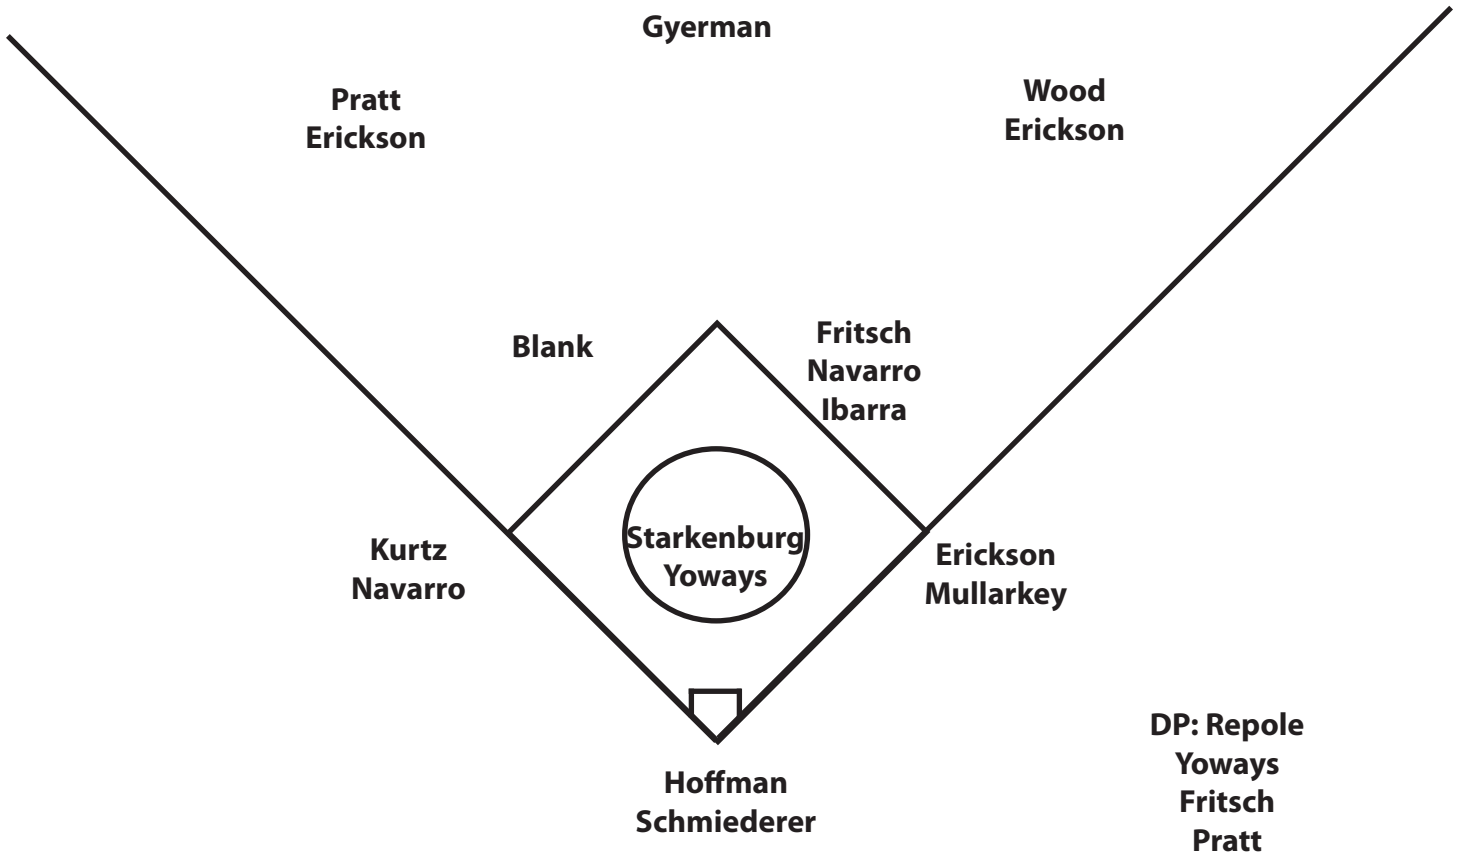 Gyerman
Pratt
Erickson
Wood
Erickson
Blank
Fritsch
Navarro
Ibarra
Kurtz
Navarro
Starkenburg
Yoways
Erickson
Mullarkey
Hoffman
Schmiederer
DP: Repole
Yoways
Fritsch
Pratt